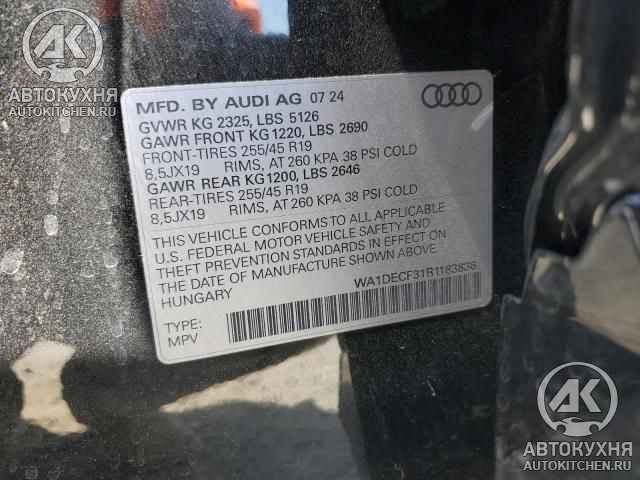 АК
АВТОКУХНЯ
AUTOKITCHEN.RU
MFD. BY AUDI AG 07 24
GVWR KG 2325, LBS 5126
GAWR FRONT KG 1220, LBS 2690
FRONT-TIRES 255/45 R19
8,5JX19 RIMS, AT 260 KPA 38 PSI COLD
GAWR REAR KG1200, LBS 2646
REAR-TIRES 255/45 R19
8,5JX19 RIMS, AT 260 KPA 38 PSI COLD
THIS VEHICLE CONFORMS TO ALL APPLICABLE
U.S. FEDERAL MOTOR VEHICLE SAFETY AND
THEFT PREVENTION STANDARDS IN EFFECT ON
THE DATE OF MANUFACTURE SHOWN ABOVE.
HUNGARY
WA1DECF31R1183836
TYPE:
MPV
АК
АВТОКУХНЯ
AUTOKITCHEN.RU